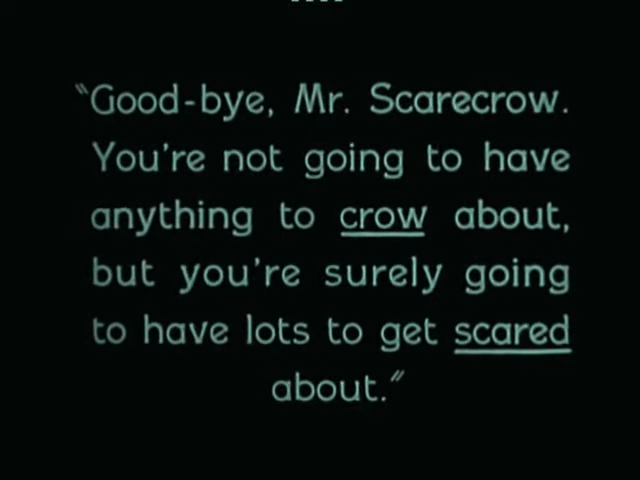 "Good-bye, Mr. Scarecrow.
You're not going to have
anything to crow about,
but you're surely going
to have lots to get scared
about."